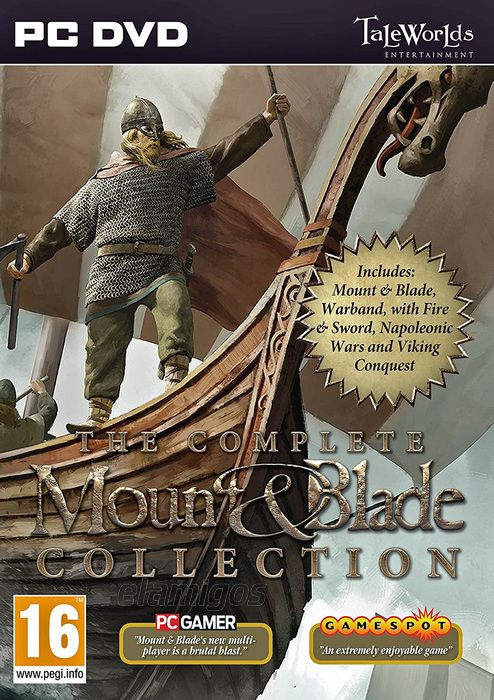 PC DVD
TaleWorlds
ENTERTAINMENT
Includes:
Mount & Blade,
Warband, with Fire
& Sword, Napoleonic
Wars and Viking
Conquest
THE COMPLETE
Mount & Blade
COLLECTION
elamigos
16
™
www.pegi.info
PC GAMER
"Mount & Blade's new multi-
player is a brutal blast."
GAMESPOT
"An extremely enjoyable game"